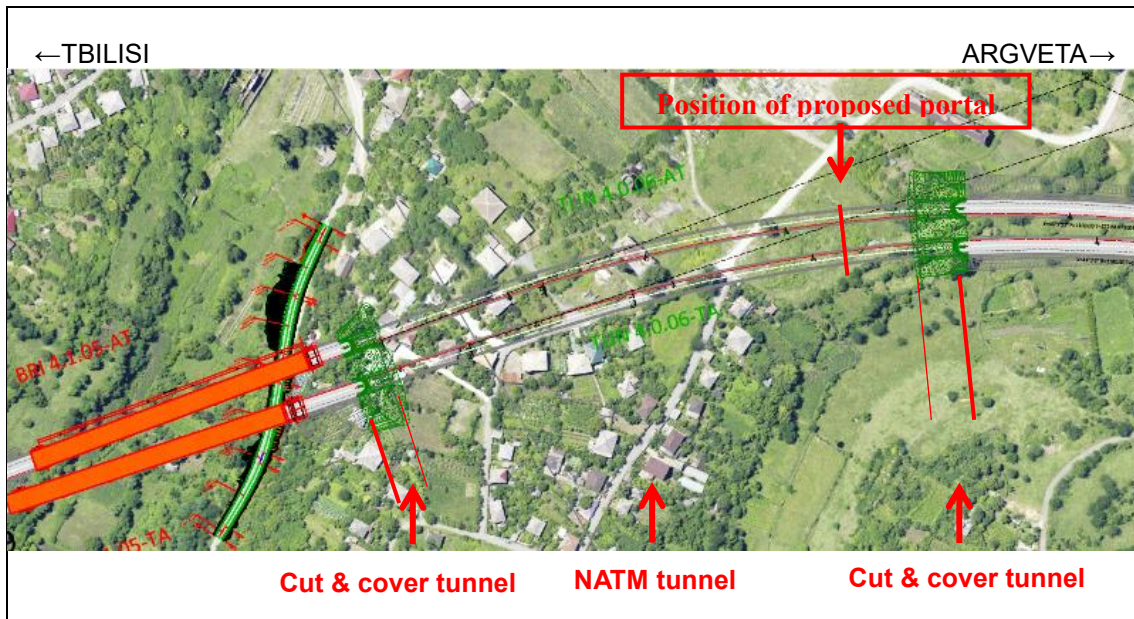 ←TBILISI
ARGVETA→
Position of proposed portal
TUN 4.0.06-AT
TUN 4.0.06-TA
BRI 4.1.05-AT
.05-TA
Cut & cover tunnel
NATM tunnel
Cut & cover tunnel